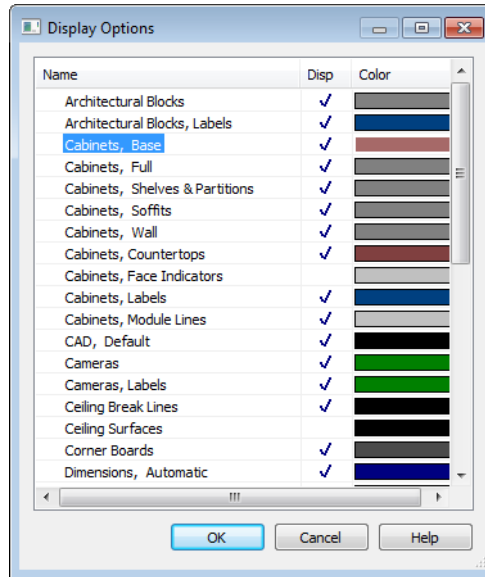 Display Options
Name Disp Color
Architectural Blocks
Architectural Blocks, Labels
Cabinets, Base
Cabinets, Full
Cabinets, Shelves & Partitions
Cabinets, Soffits
Cabinets, Wall
Cabinets, Countertops
Cabinets, Face Indicators
Cabinets, Labels
Cabinets, Module Lines
CAD, Default
Cameras
Cameras, Labels
Ceiling Break Lines
Ceiling Surfaces
Corner Boards
Dimensions, Automatic
OK Cancel Help